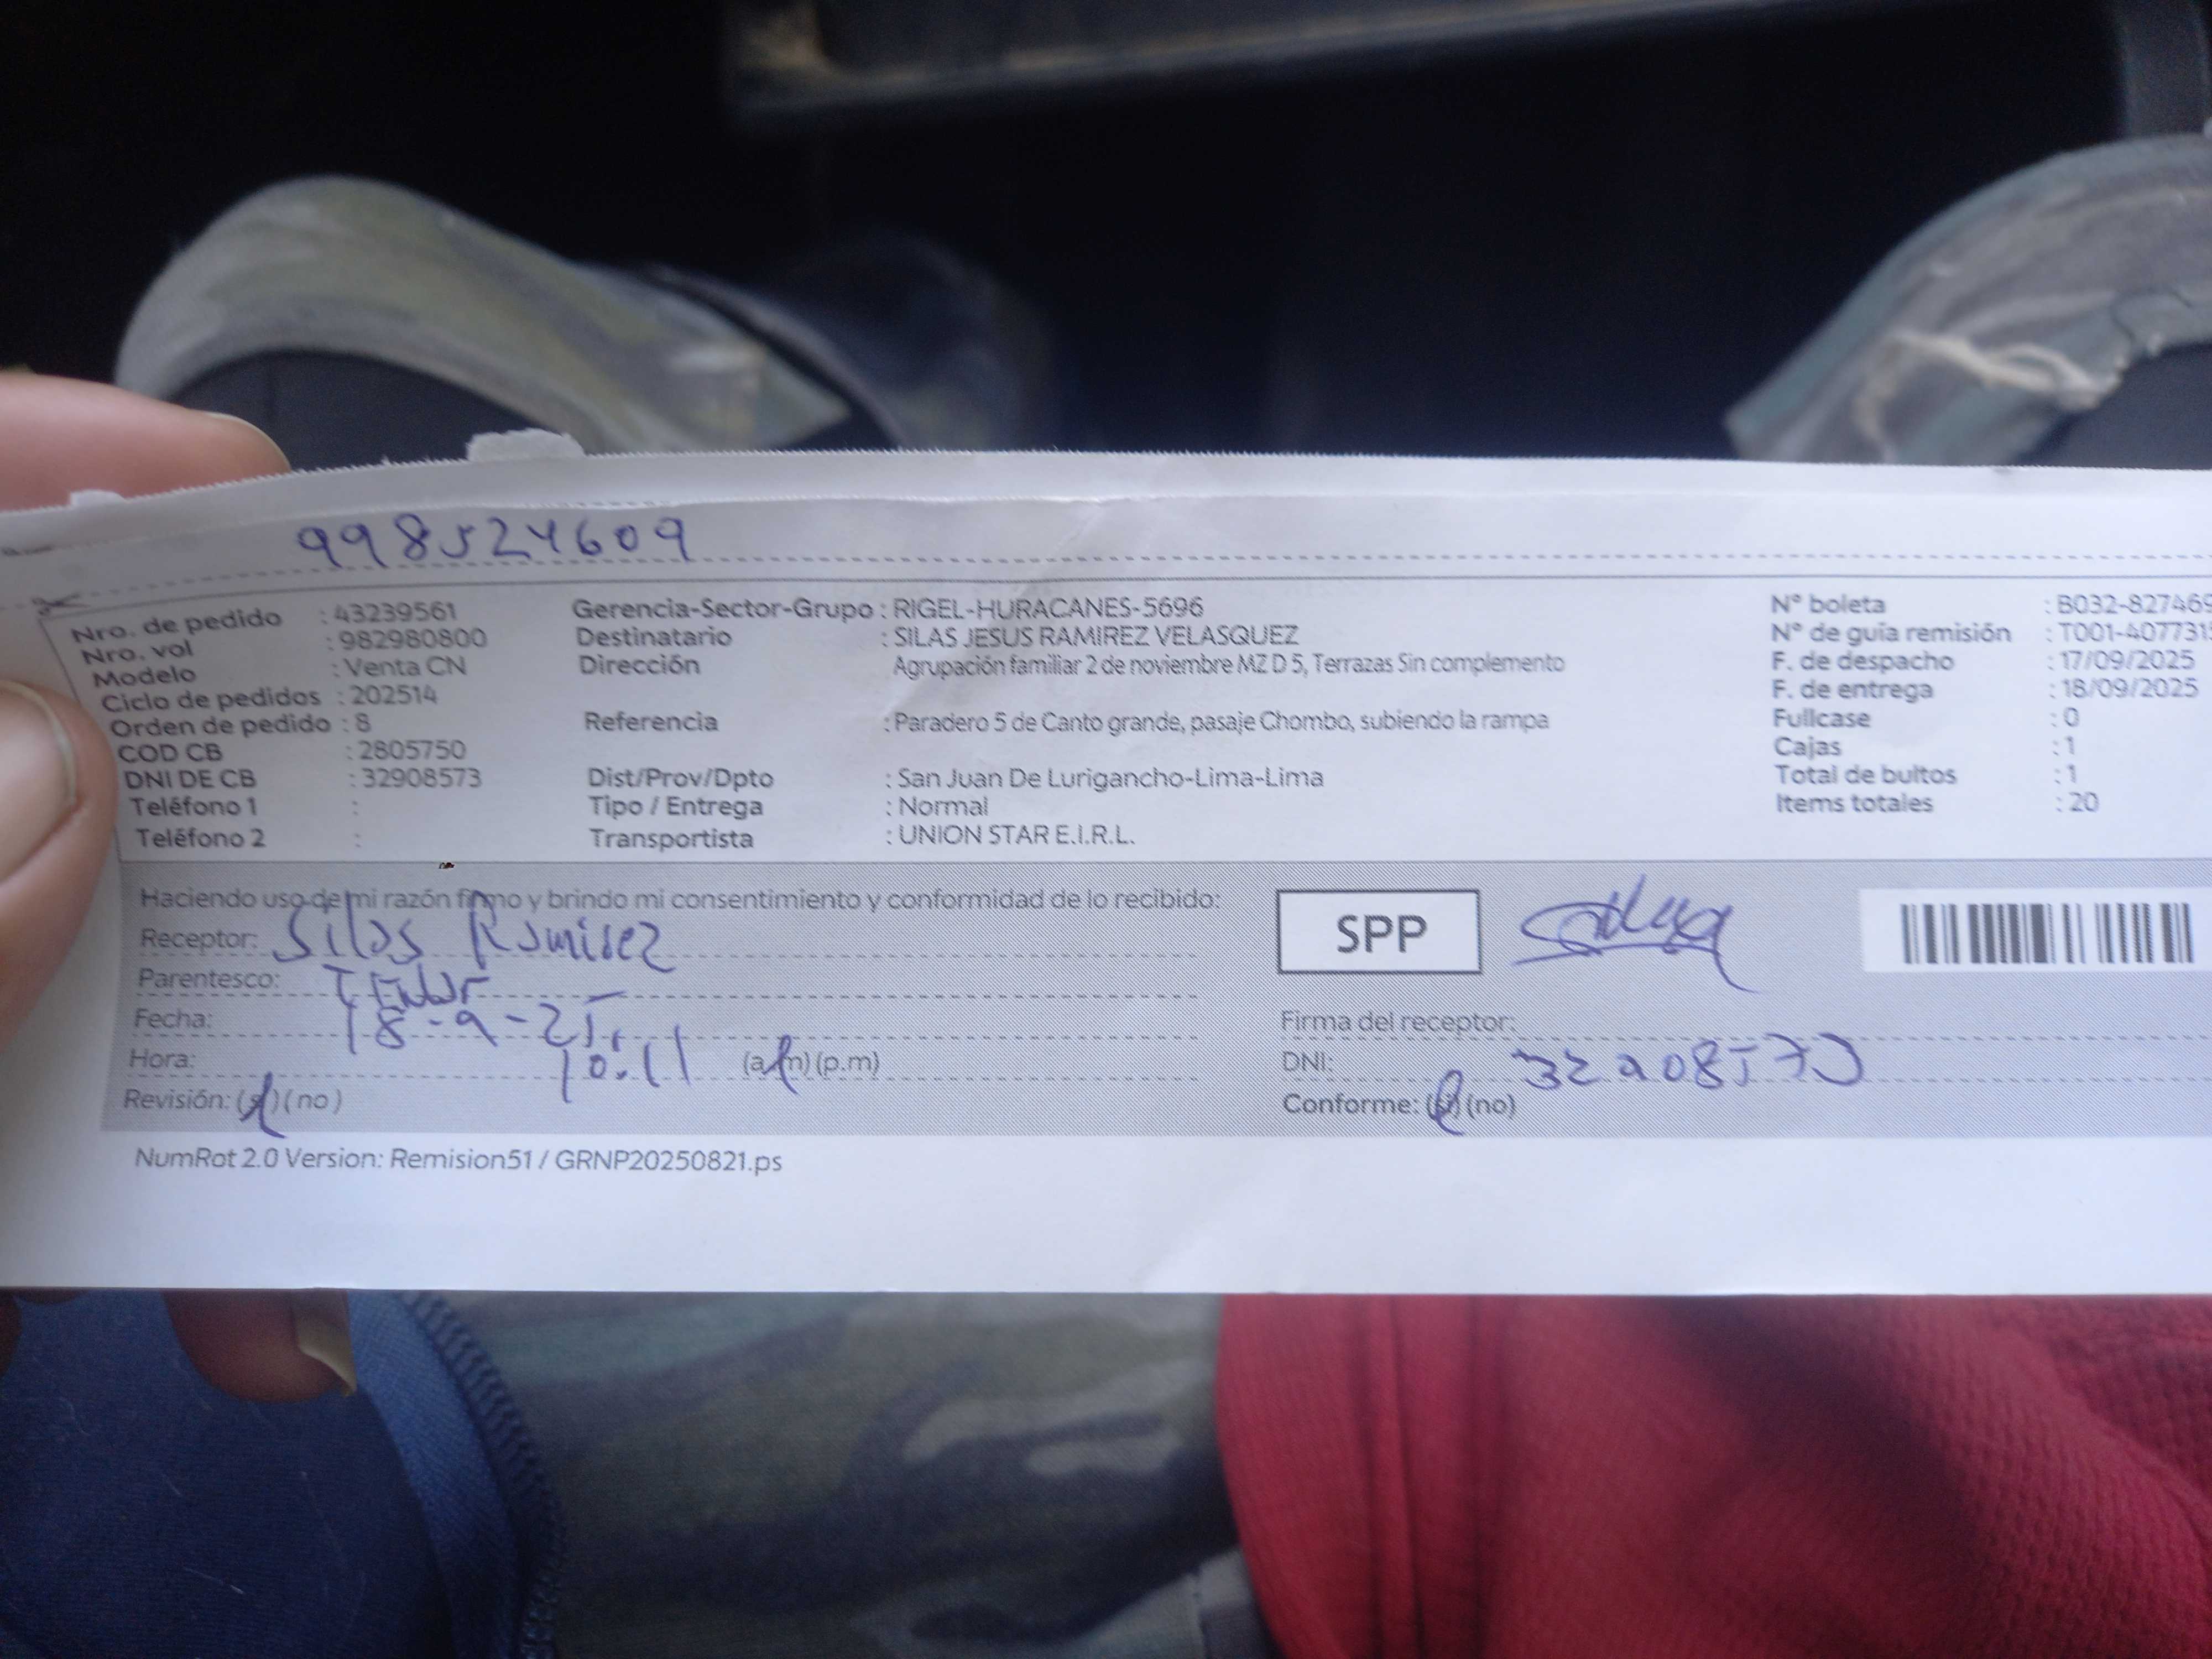 998524609
Nro. de pedido : 43239561 Gerencia-Sector-Grupo : RIGEL-HURACANES-5696 N° boleta : B032-827469
Nro. vol : 982980800 Destinatario : SILAS JESUS RAMIREZ VELASQUEZ N° de guía remisión : T001-407731
Modelo : Venta CN Dirección Agrupación familiar 2 de noviembre MZ D 5, Terrazas Sin complemento F. de despacho : 17/09/2025
Ciclo de pedidos : 202514 F. de entrega : 18/09/2025
Orden de pedido : 8 Referencia : Paradero 5 de Canto grande, pasaje Chombo, subiendo la rampa Fullcase : 0
COD CB : 2805750 Cajas : 1
DNI DE CB : 32908573 Dist/Prov/Dpto : San Juan De Lurigancho-Lima-Lima Total de bultos : 1
Teléfono 1 : Tipo / Entrega : Normal Items totales : 20
Teléfono 2 : Transportista : UNION STAR E.I.R.L.
Haciendo uso de mi razón firmo y brindo mi consentimiento y conformidad de lo recibido:
SPP
Receptor: Silas Ramirez
Parentesco:
Fecha: 18-9-25 Firma del receptor:
Hora: 10:11 (a.m) (p.m) DNI: 32908573
Revisión: (si) (no) Conforme: (si) (no)
NumRot 2.0 Version: Remision51 / GRNP20250821.ps